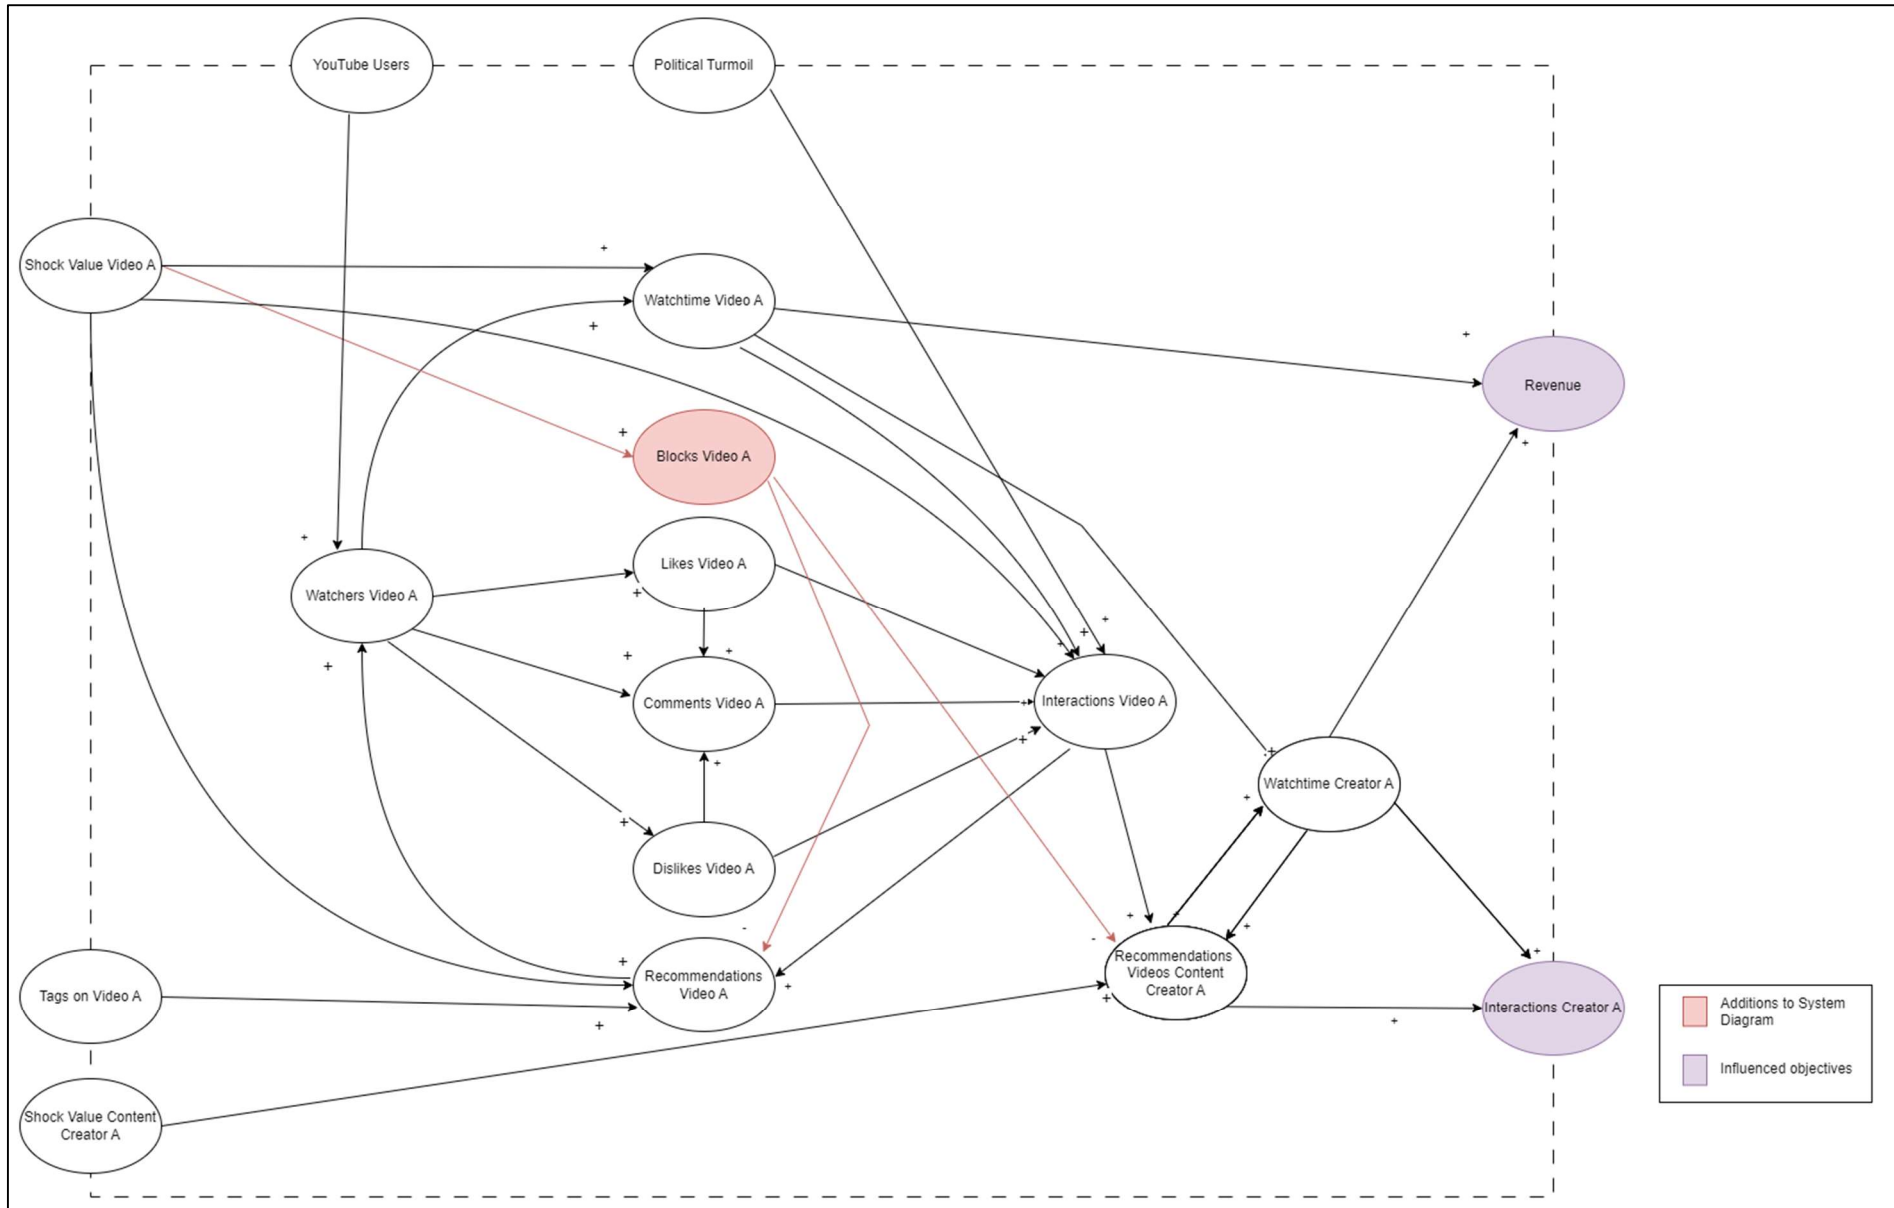 YouTube Users
Political Turmoil
Shock Value Video A
+
Watchtime Video A
+
+
Revenue
+
+
Blocks Video A
+
Likes Video A
+
Watchers Video A
+
+
+
+
+
+
+
Comments Video A
+
Interactions Video A
+
+
+
Watchtime Creator A
+
+
+
Dislikes Video A
-
-
+
+
+
+
+
Recommendations
Video A
+
Recommendations
Videos Content
Creator A
+
Tags on Video A
+
Interactions Creator A
+
Shock Value Content
Creator A
Additions to System
Diagram
Influenced objectives